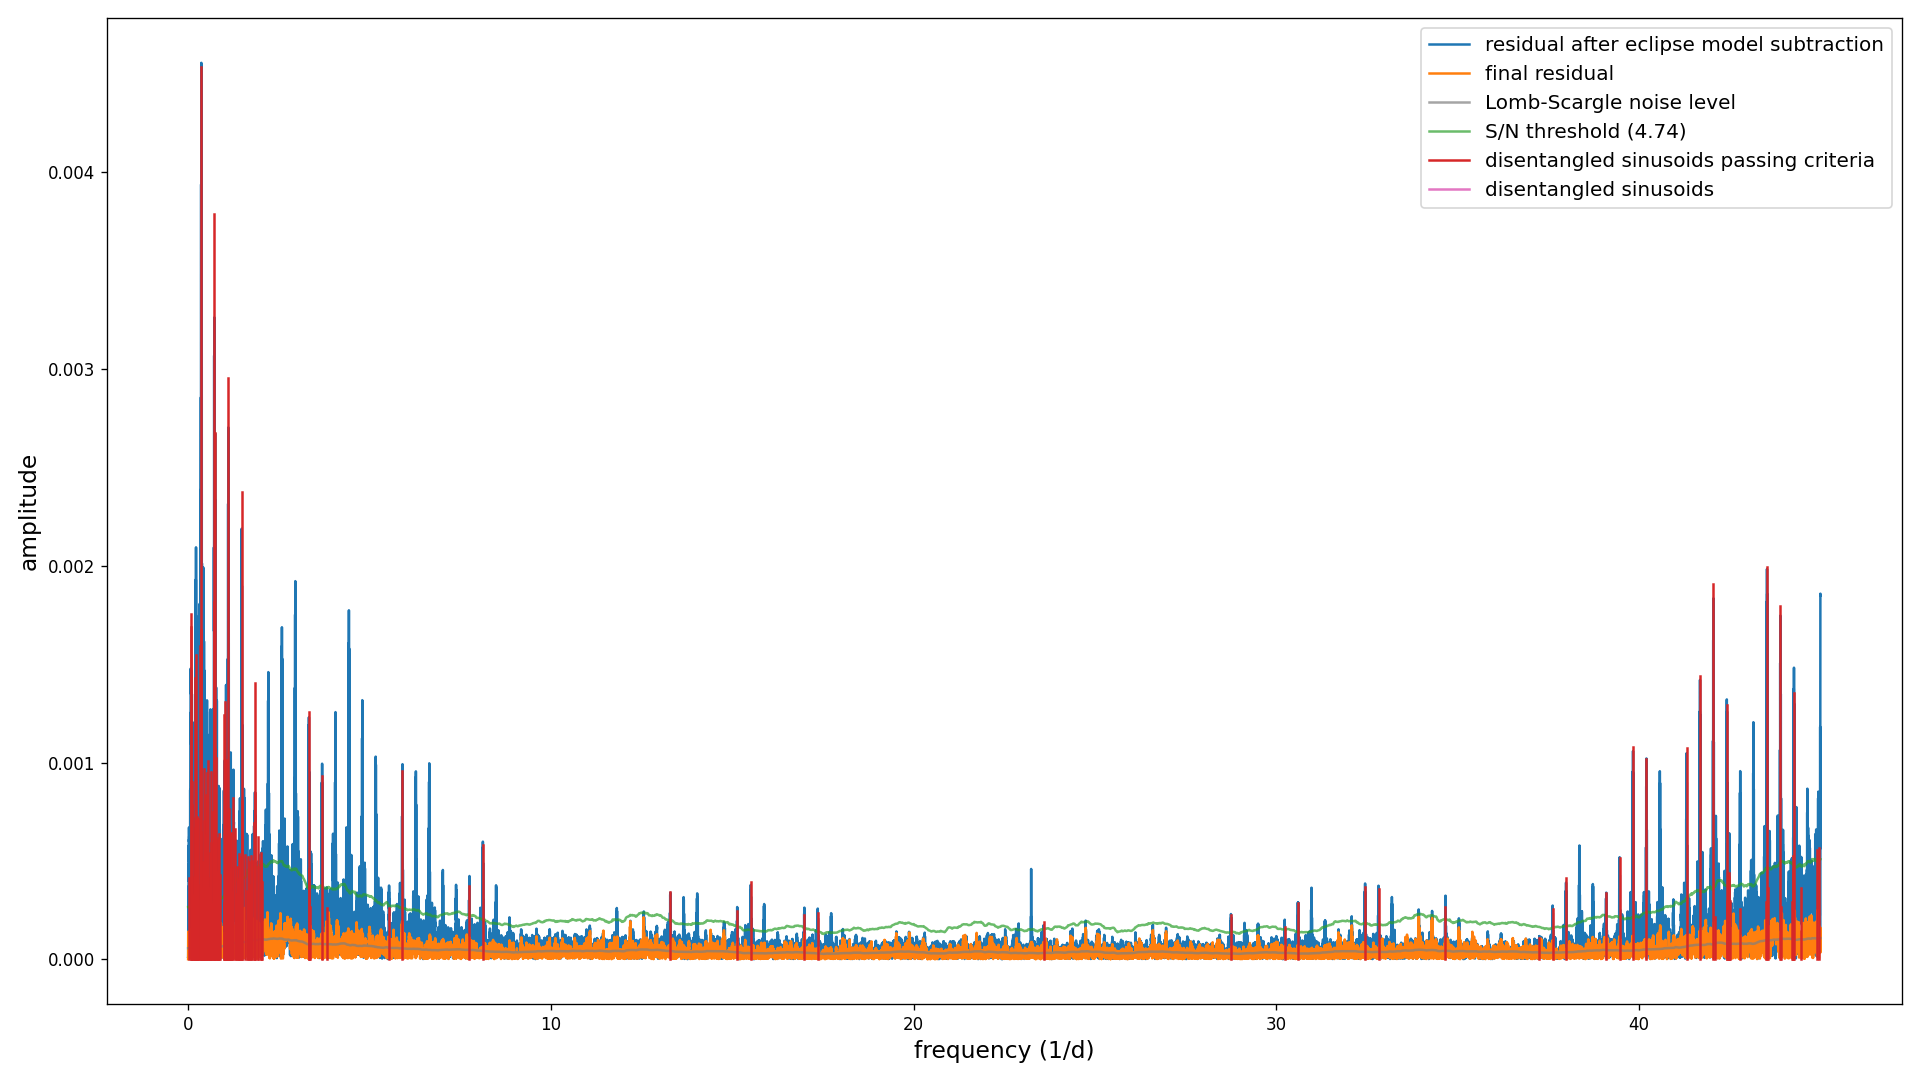 residual after eclipse model subtraction
final residual
Lomb-Scargle noise level
S/N threshold (4.74)
disentangled sinusoids passing criteria
disentangled sinusoids
amplitude
0.004
0.003
0.002
0.001
0.000
0 10 20 30 40
frequency (1/d)